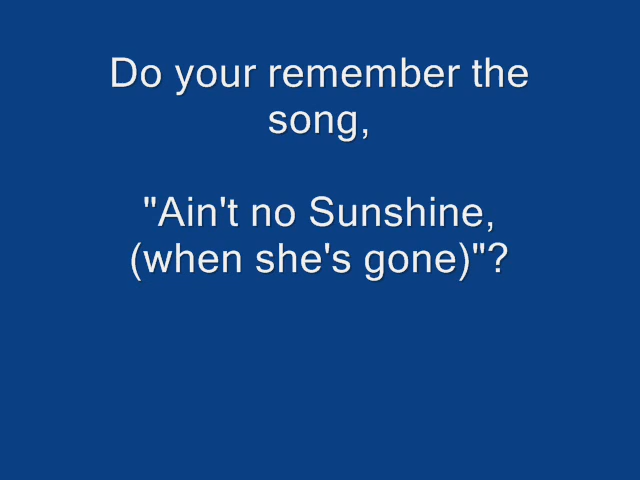 Do your remember the
song,
"Ain't no Sunshine,
(when she's gone)"?